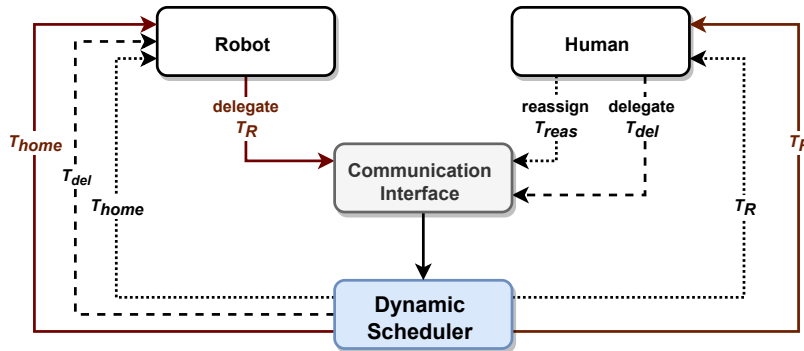 Robot
Human
delegate
T_R
reassign
T_reas
delegate
T_del
T_home
T_del
T_home
Communication
Interface
T_R
Dynamic
Scheduler